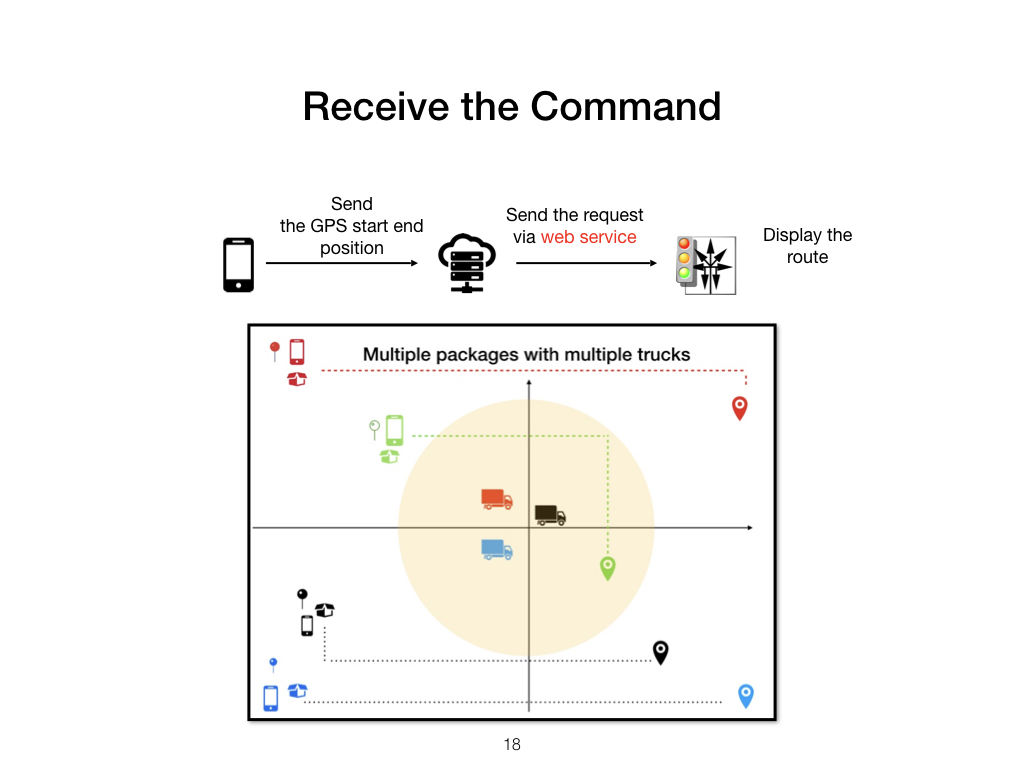 Receive the Command
Send
the GPS start end
position
Send the request
via web service
Display the
route
Multiple packages with multiple trucks
18